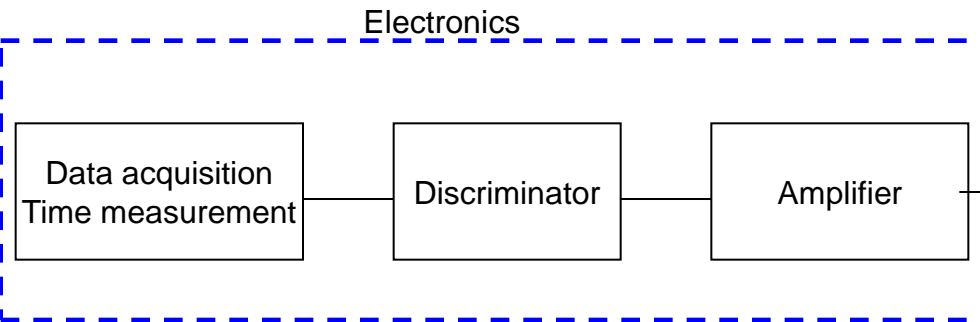 Electronics
Data acquisition
Time measurement
Discriminator
Amplifier